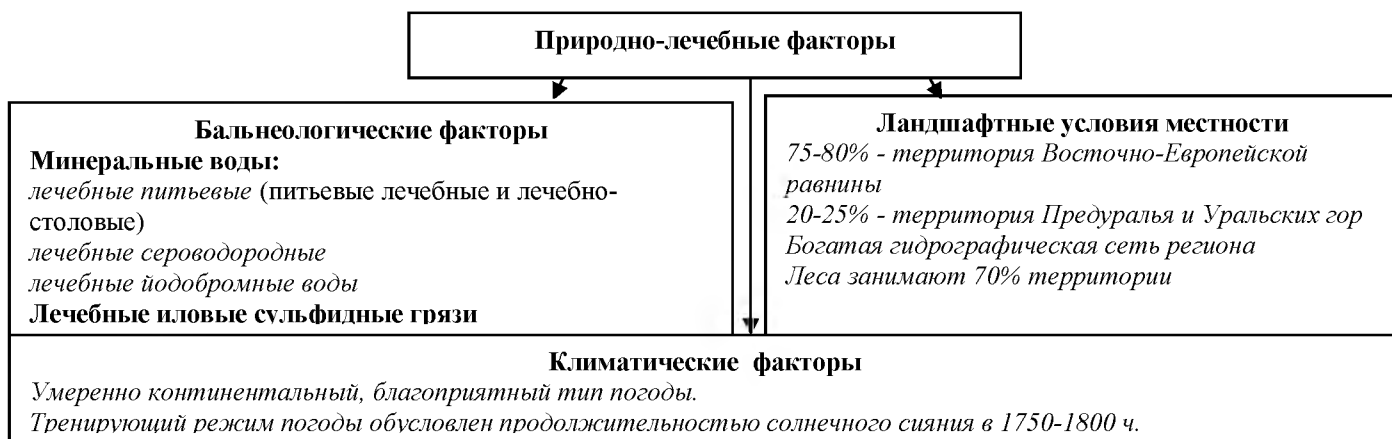 Природно-лечебные факторы
Бальнеологические факторы
Минеральные воды:
лечебные питьевые (питьевые лечебные и лечебно-
столовые)
лечебные сероводородные
лечебные йодобромные воды
Лечебные иловые сульфидные грязи
Ландшафтные условия местности
75-80% - территория Восточно-Европейской
равнины
20-25% - территория Предуралья и Уральских гор
Богатая гидрографическая сеть региона
Леса занимают 70% территории
Климатические факторы
Умеренно континентальный, благоприятный тип погоды.
Тренирующий режим погоды обусловлен продолжительностью солнечного сияния в 1750-1800 ч.